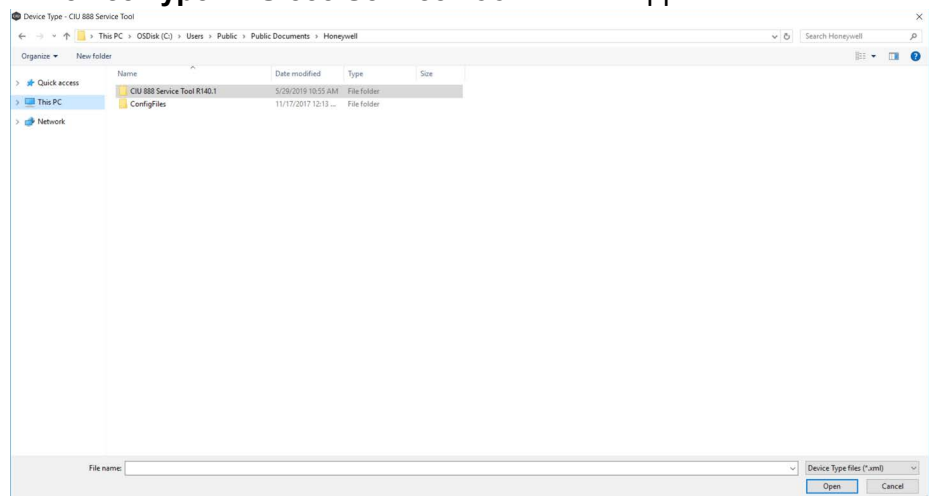 Device Type - CIU 888 Service Tool
This PC > OSDisk (C:) > Users > Public > Public Documents > Honeywell
Search Honeywell
Organize
New folder
Name
Date modified
Type
Size
Quick access
This PC
Network
CIU 888 Service Tool R140.1
5/29/2019 10:55 AM
File folder
ConfigFiles
11/17/2017 12:13 ...
File folder
File name:
Device Type files (*.xml)
Open
Cancel